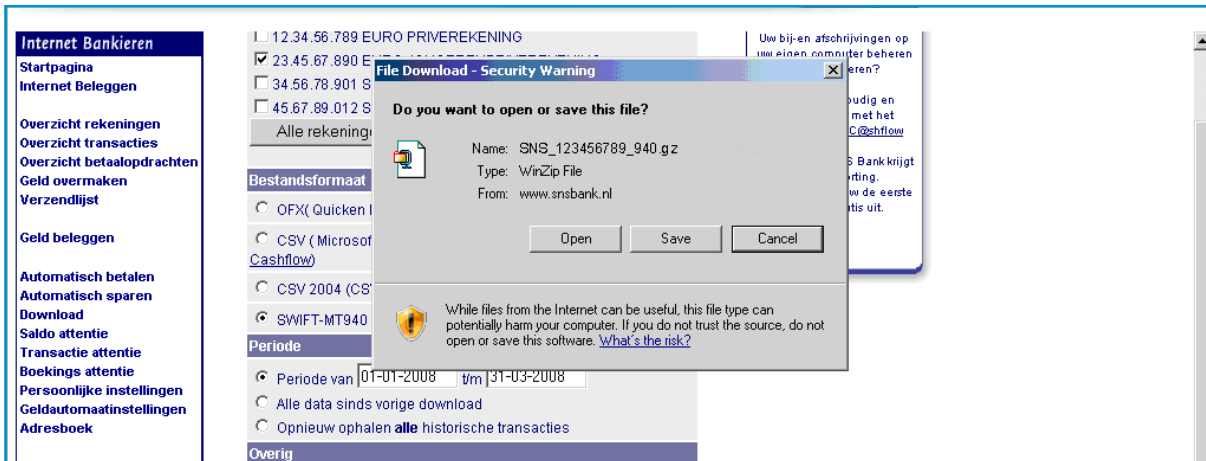 Internet Bankieren
Startpagina
Internet Beleggen
Overzicht rekeningen
Overzicht transacties
Overzicht betaalopdrachten
Geld overmaken
Verzendlijst
Geld beleggen
Automatisch betalen
Automatisch sparen
Download
Saldo attentie
Transactie attentie
Boekings attentie
Persoonlijke instellingen
Geldautomaatinstellingen
Adresboek
12.34.56.789 EURO PRIVEREKENING
23.45.67.890 E
34.56.78.901 S
45.67.89.012 S
Alle rekening
Bestandsformaat
OFX( Quicken
CSV ( Microsof
Cashflow)
CSV 2004 (CS
SWIFT-MT940
Periode
Periode van 01-01-2008 t/m 31-03-2008
Alle data sinds vorige download
Opnieuw ophalen alle historische transacties
Overig
File Download - Security Warning
Do you want to open or save this file?
Name: SNS_123456789_940.gz
Type: WinZip File
From: www.snsbank.nl
Open Save Cancel
While files from the Internet can be useful, this file type can
potentially harm your computer. If you do not trust the source, do not
open or save this software. What's the risk?
Uw bij-en afschrijvingen op
uw eigen computer beheren
eren?
oudig en
met het
C@shflow
S Bank krijgt
orting.
w de eerste
atis uit.